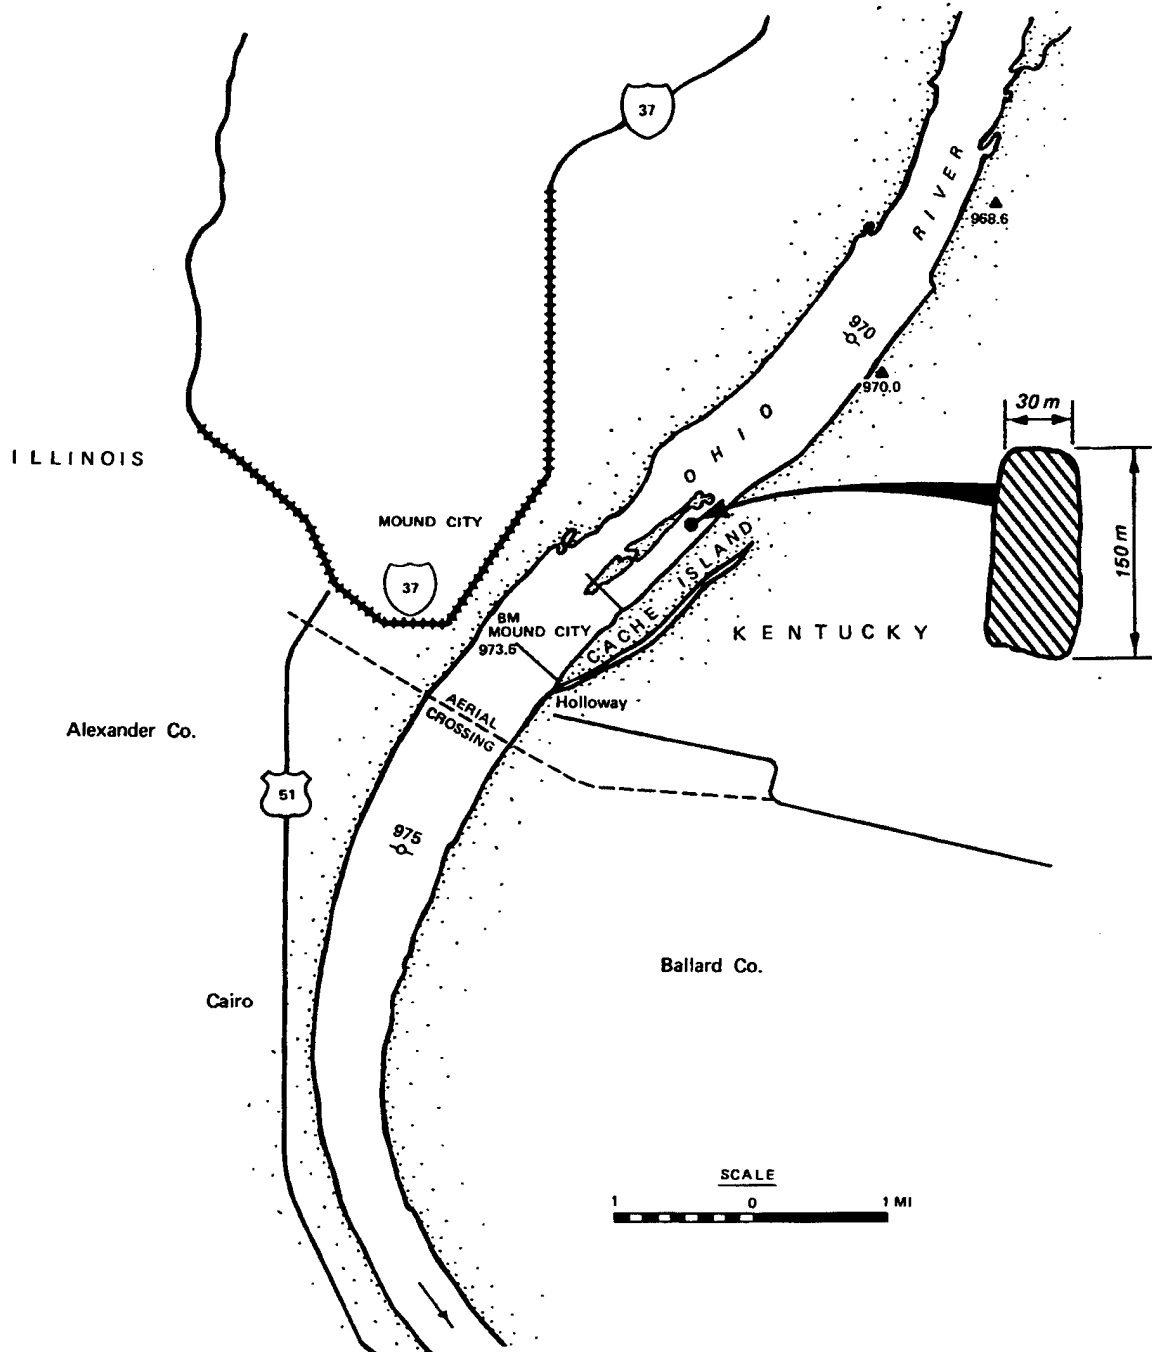 37
RIVER
968.6
970
970.0
30 m
ILLINOIS
OHIO
MOUND CITY
150 m
37
CACHE ISLAND
BM
MOUND CITY
973.6
KENTUCKY
AERIAL
CROSSING
Holloway
Alexander Co.
51
975
Ballard Co.
Cairo
SCALE
1 0 1 MI